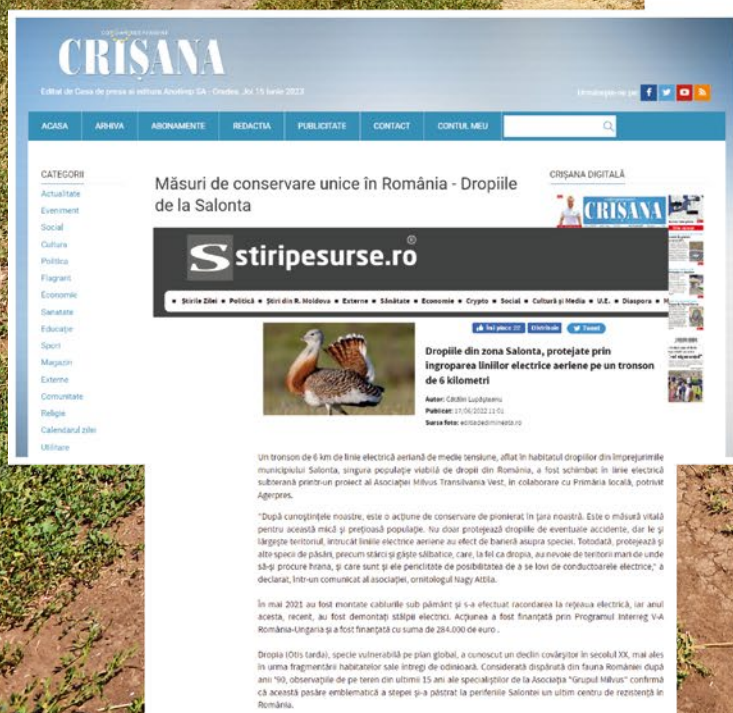 CRIȘANA
Editat de Casa de presa si editura Anotimp SA - Oradea, Joi 15 Iunie 2023
ACASA ARHIVA ABONAMENTE REDACTIA PUBLICITATE CONTACT CONTUL MEU
CATEGORII
Actualitate
Eveniment
Social
Cultura
Politica
Flagrant
Economic
Sanatate
Educație
Sport
Magazin
Externe
Comunitate
Religie
Calendarul zilei
Utilitare
Măsuri de conservare unice în România - Dropiile
de la Salonta
CRIȘANA DIGITALĂ
CRIȘANA
S stiripesurse.ro®
Știrile Zilei Politică Știri din R. Moldova Externe Sănătate Economie Crypto Social Cultură și Media U.E. Diaspora
Îmi place Distribuie Tweet
Dropiile din zona Salonta, protejate prin
îngroparea liniilor electrice aeriene pe un tronson
de 6 kilometri
Autor: Cătălin Lupășteanu
Publicat: 17/06/2022 11:01
Sursa foto: editiadedimineata.ro
Un tronson de 6 km de linie electrică aeriană de medie tensiune, aflat în habitatul dropiilor din împrejurimile
municipiului Salonta, singura populație viabilă de dropii din România, a fost schimbat în linie electrică
subterană printr-un proiect al Asociației Milvus Transilvania Vest, în colaborare cu Primăria locală, potrivit
Agerpres.
"După cunoștințele noastre, este o acțiune de conservare de pionierat în țara noastră. Este o măsură vitală
pentru această mică și prețioasă populație. Nu doar protejează dropiile de eventuale accidente, dar le și
lărgește teritoriul, întrucât liniile electrice aeriene au efect de barieră asupra speciei. Totodată, protejează și
alte specii de păsări, precum stârci și gâște sălbatice, care, la fel ca dropia, au nevoie de teritorii mari de unde
să-și procure hrana, și care sunt și ele periclitate de posibilitatea de a se lovi de conductoarele electrice," a
declarat, într-un comunicat al asociației, ornitologul Nagy Attila.
În mai 2021 au fost montate cablurile sub pământ și s-a efectuat racordarea la rețeaua electrică, iar anul
acesta, recent, au fost demontați stâlpii electrici. Acțiunea a fost finanțată prin Programul Interreg V-A
România-Ungaria și a fost finanțată cu suma de 284.000 de euro .
Dropia (Otis tarda), specie vulnerabilă pe plan global, a cunoscut un declin covârșitor în secolul XX, mai ales
în urma fragmentării habitatelor sale întregi de odinioară. Considerată dispărută din fauna României după
anii '90, observațiile de pe teren din ultimii 15 ani ale specialiștilor de la Asociația "Grupul Milvus" confirmă
că această pasăre emblematică a stepei și-a păstrat la periferiile Salontei un ultim centru de rezistență în
România.